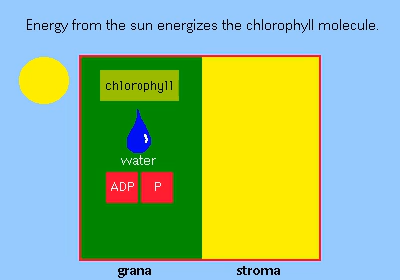 Energy from the sun energizes the chlorophyll molecule.
chlorophyll
water
ADP P
grana stroma